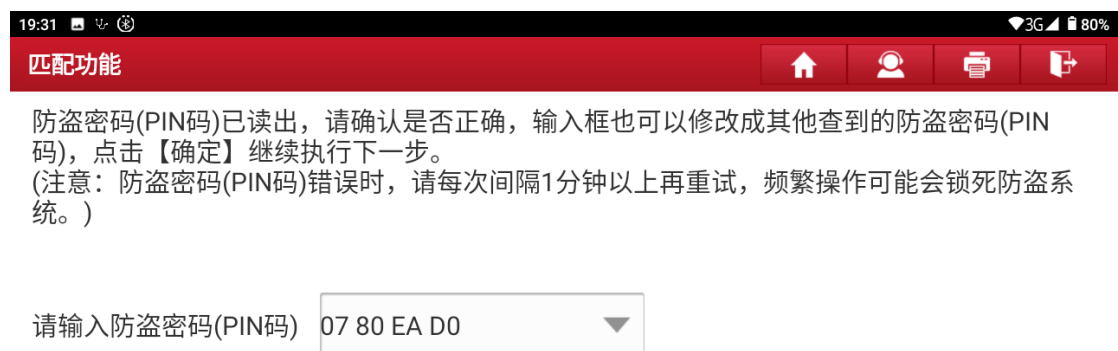 19:31 3G 80%
匹配功能
防盗密码(PIN码)已读出，请确认是否正确，输入框也可以修改成其他查到的防盗密码(PIN
码)，点击【确定】继续执行下一步。
(注意：防盗密码(PIN码)错误时，请每次间隔1分钟以上再重试，频繁操作可能会锁死防盗系
统。)
请输入防盗密码(PIN码) 07 80 EA D0